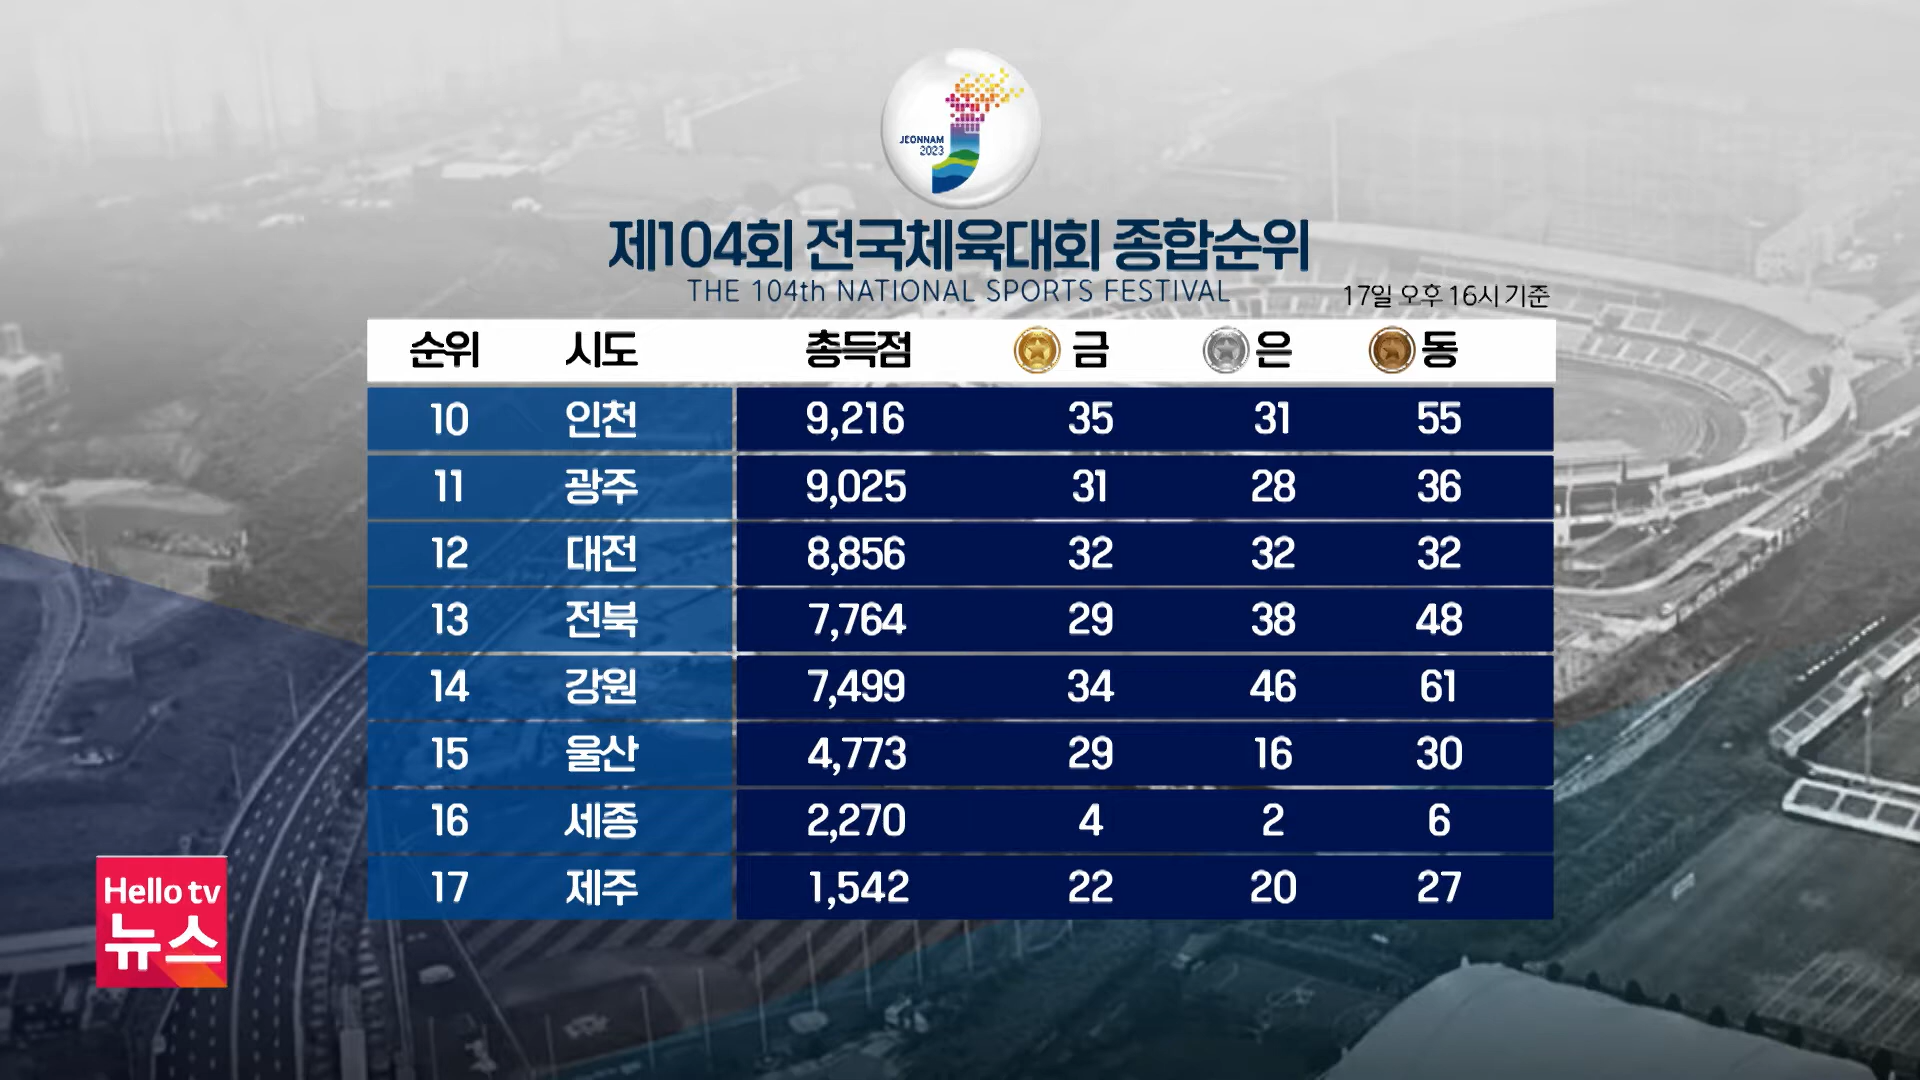 JEONNAM
2023
제104회 전국체육대회 종합순위
THE 104th NATIONAL SPORTS FESTIVAL
17일 오후 16시 기준
순위 시도 총득점 금 은 동
10 인천 9,216 35 31 55
11 광주 9,025 31 28 36
12 대전 8,856 32 32 32
13 전북 7,764 29 38 48
14 강원 7,499 34 46 61
15 울산 4,773 29 16 30
16 세종 2,270 4 2 6
17 제주 1,542 22 20 27
Hello tv
뉴스